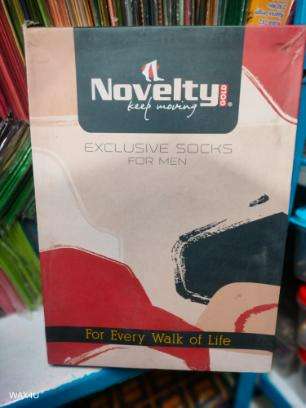 Novelty
GOLD
®
keep moving
EXCLUSIVE SOCKS
FOR MEN
For Every Walk of Life